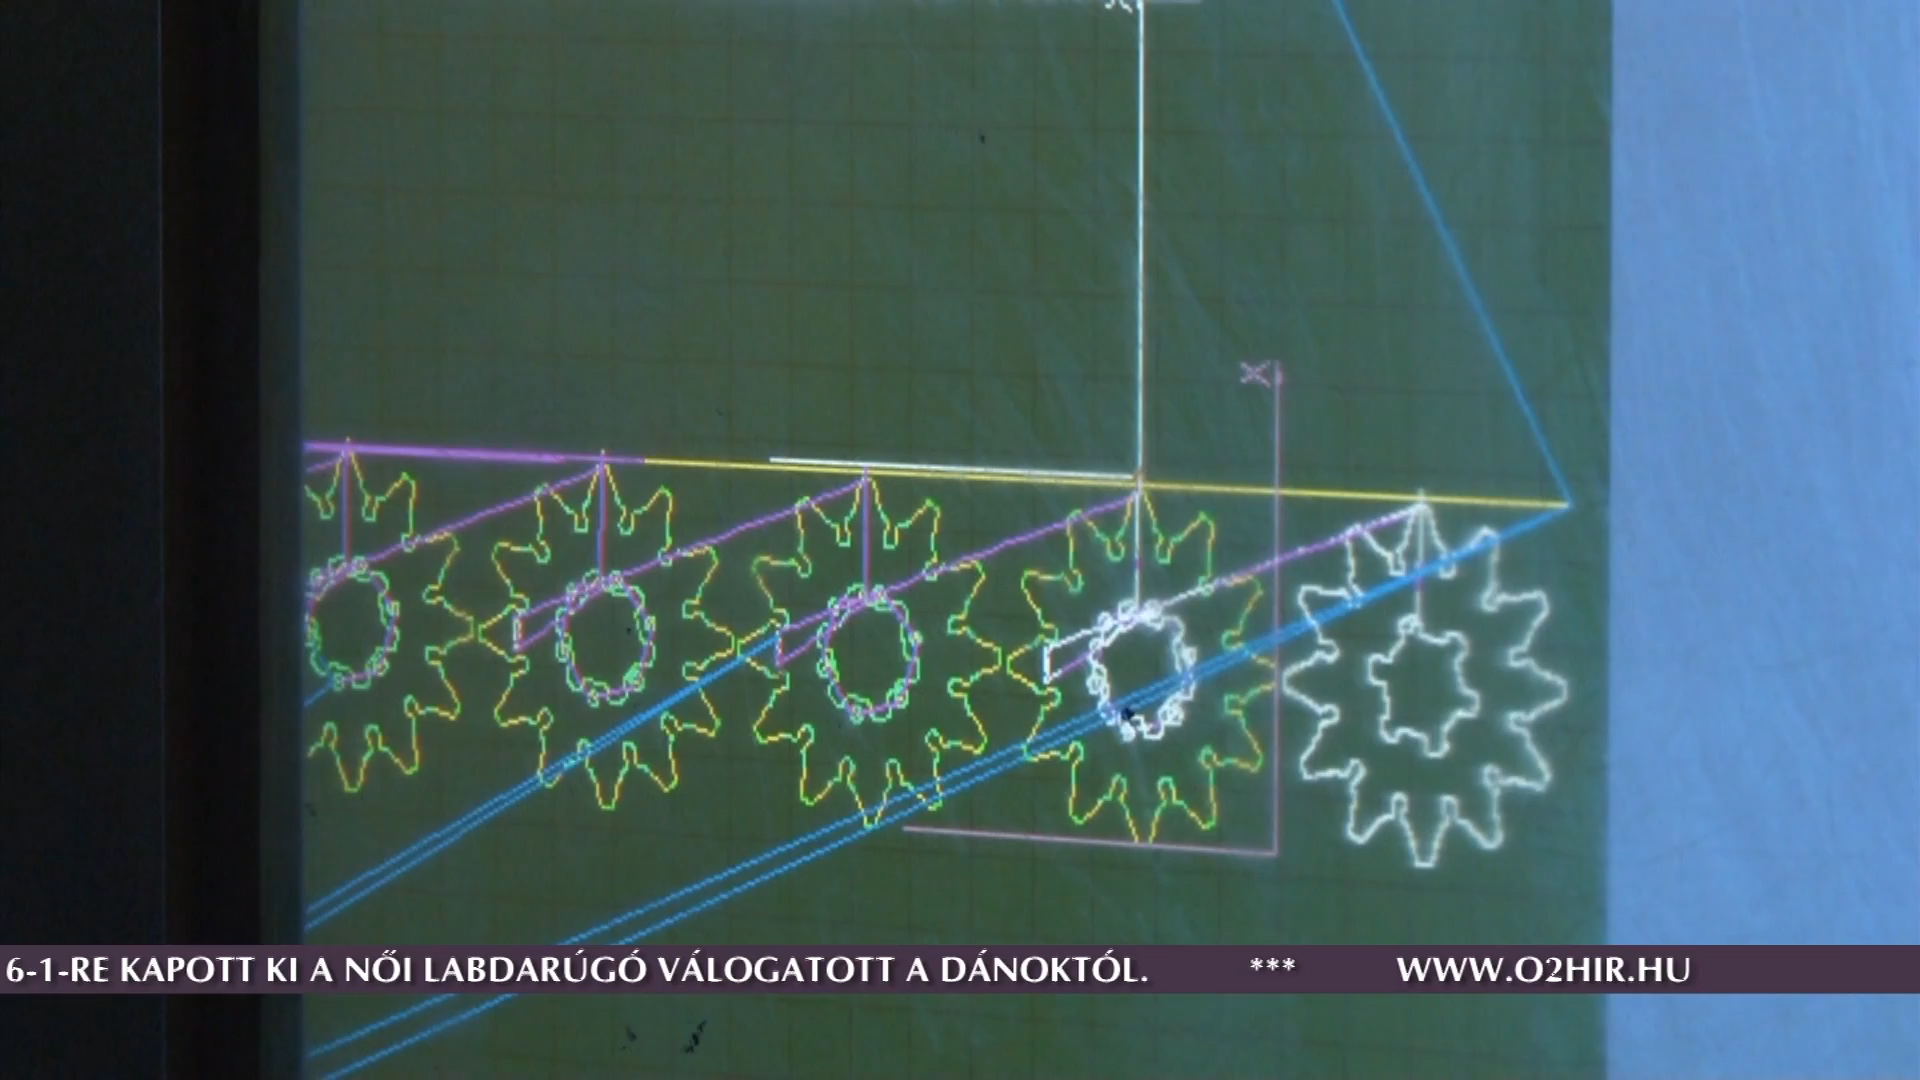 X
6-1-RE KAPOTT KI A NŐI LABDARÚGÓ VÁLOGATOTT A DÁNOKTÓL. *** WWW.O2HIR.HU